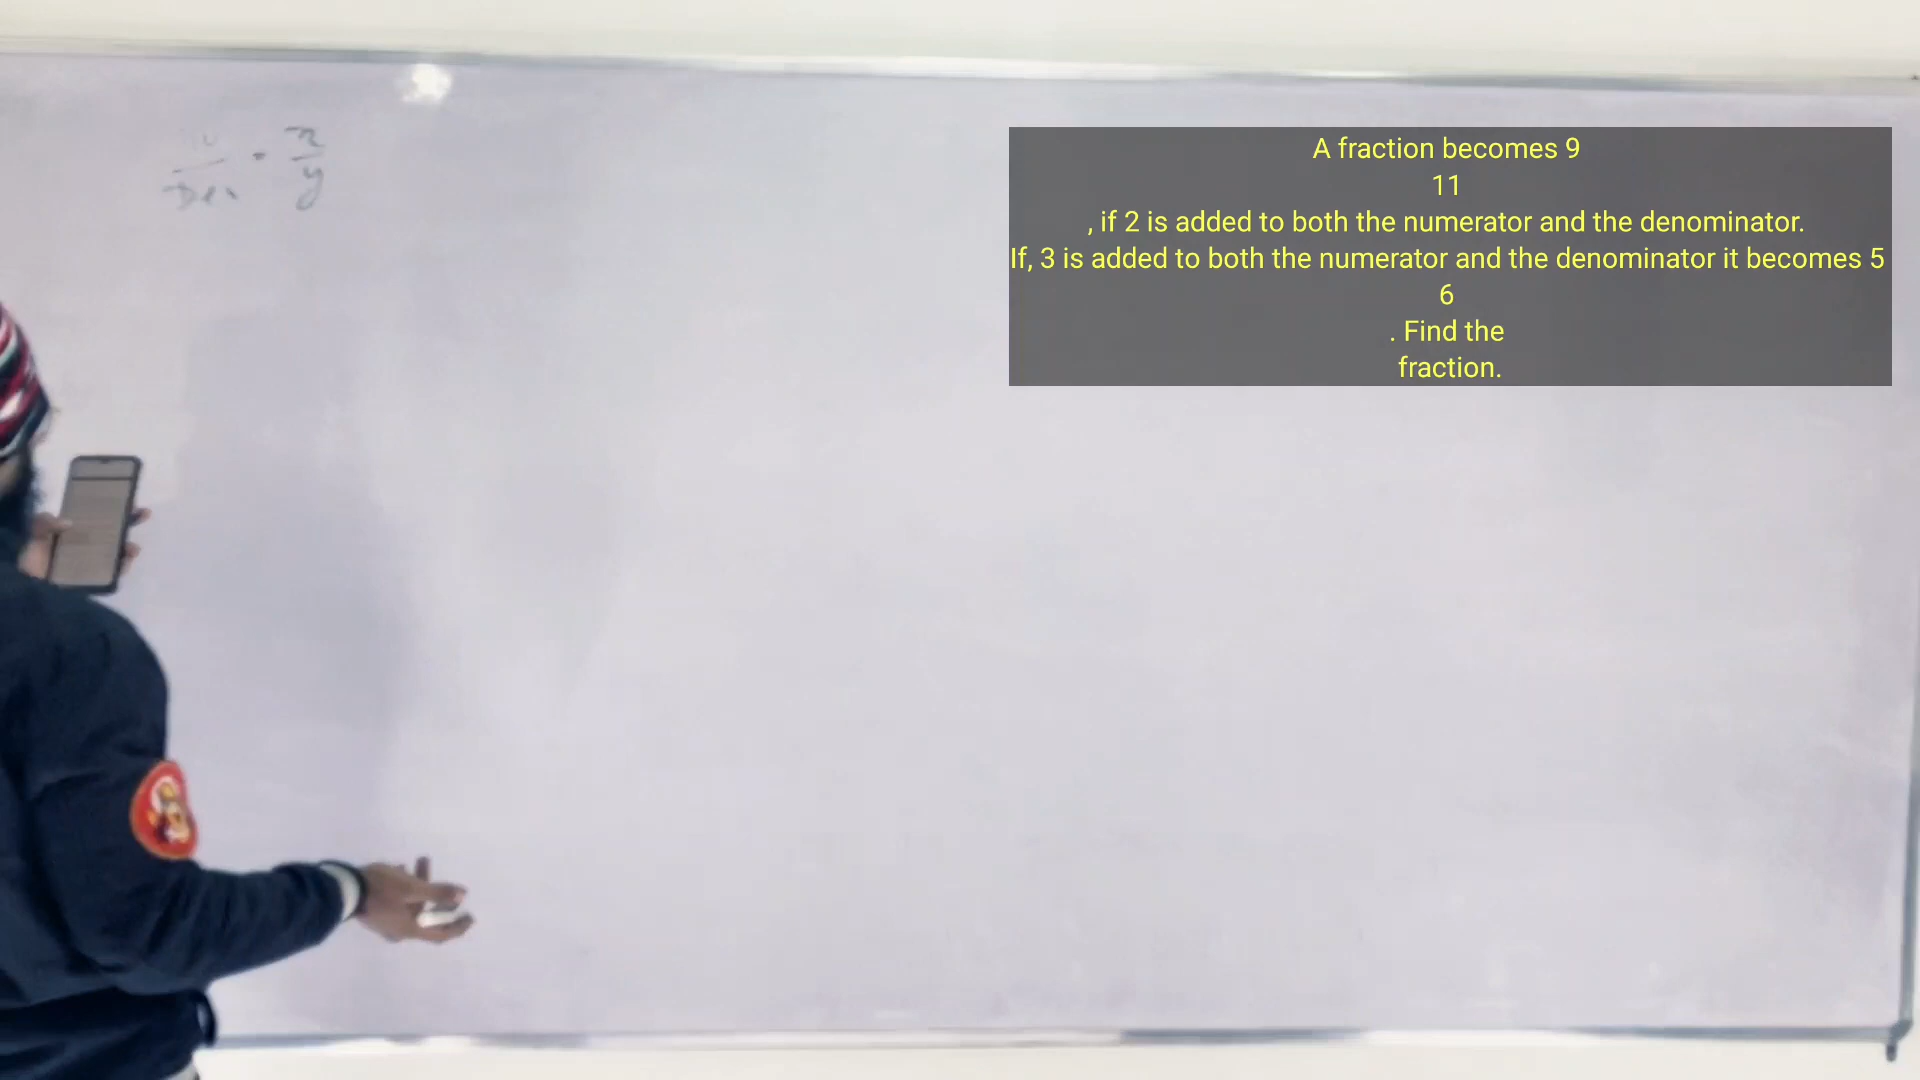 x
Den = y
A fraction becomes 9
11
, if 2 is added to both the numerator and the denominator.
If, 3 is added to both the numerator and the denominator it becomes 5
6
. Find the
fraction.